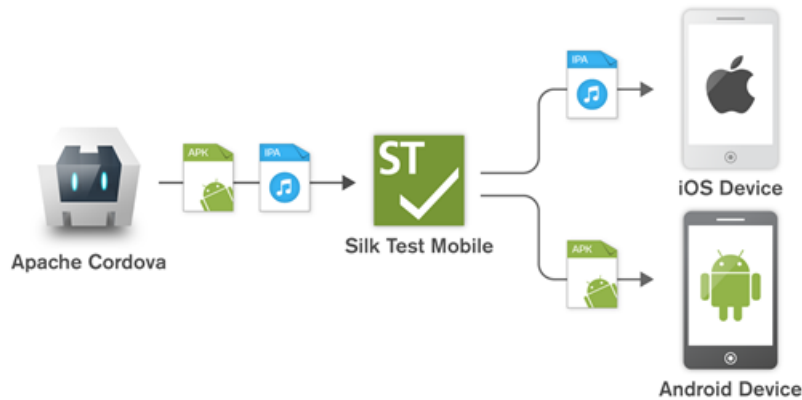 Apache Cordova
APK
IPA
ST
Silk Test Mobile
IPA
iOS Device
APK
Android Device